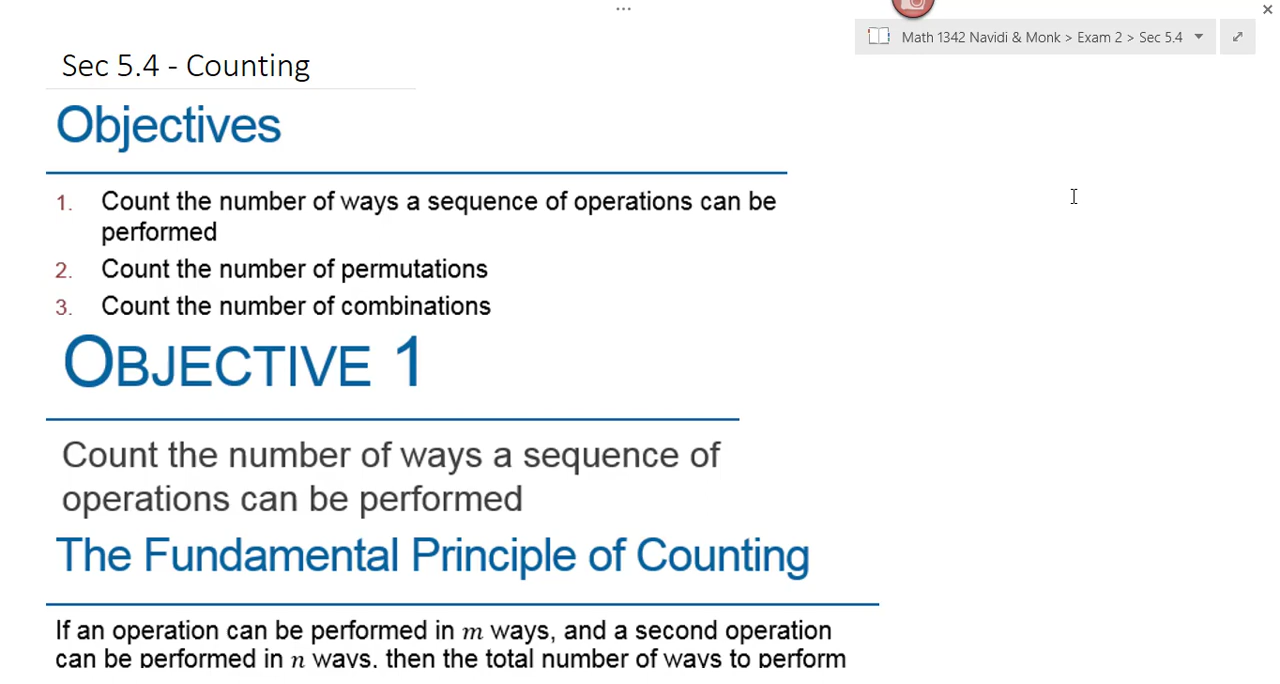 ...
Math 1342 Navidi & Monk > Exam 2 > Sec 5.4
Sec 5.4 - Counting
Objectives
1. Count the number of ways a sequence of operations can be
performed
2. Count the number of permutations
3. Count the number of combinations
OBJECTIVE 1
Count the number of ways a sequence of
operations can be performed
The Fundamental Principle of Counting
If an operation can be performed in m ways, and a second operation
can be performed in n ways, then the total number of ways to perform